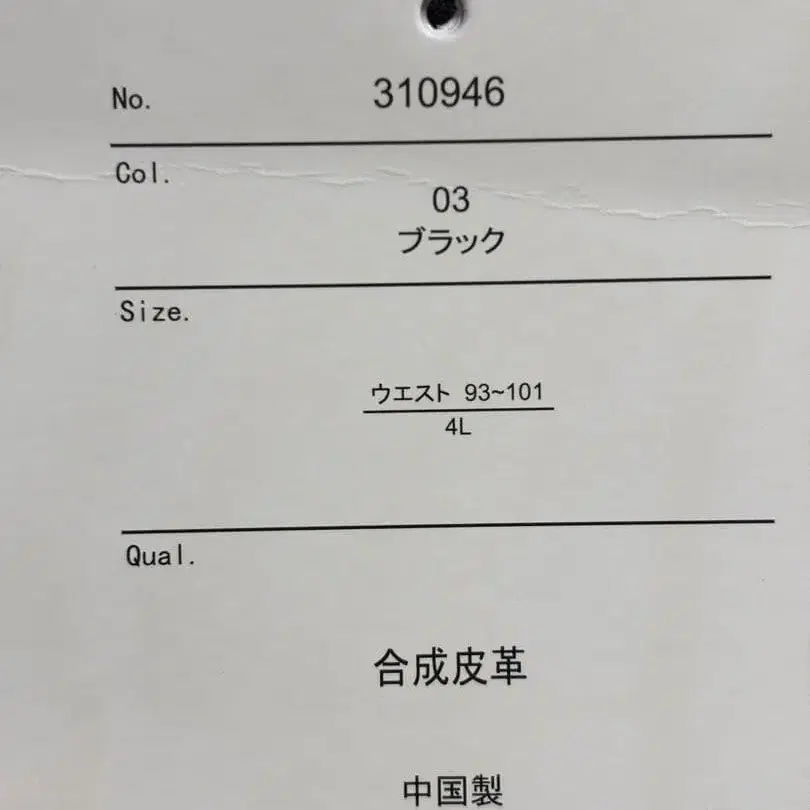 No. 310946
Col.
03
ブラック
Size.
ウエスト 93~101
4L
Qual.
合成皮革
中国製